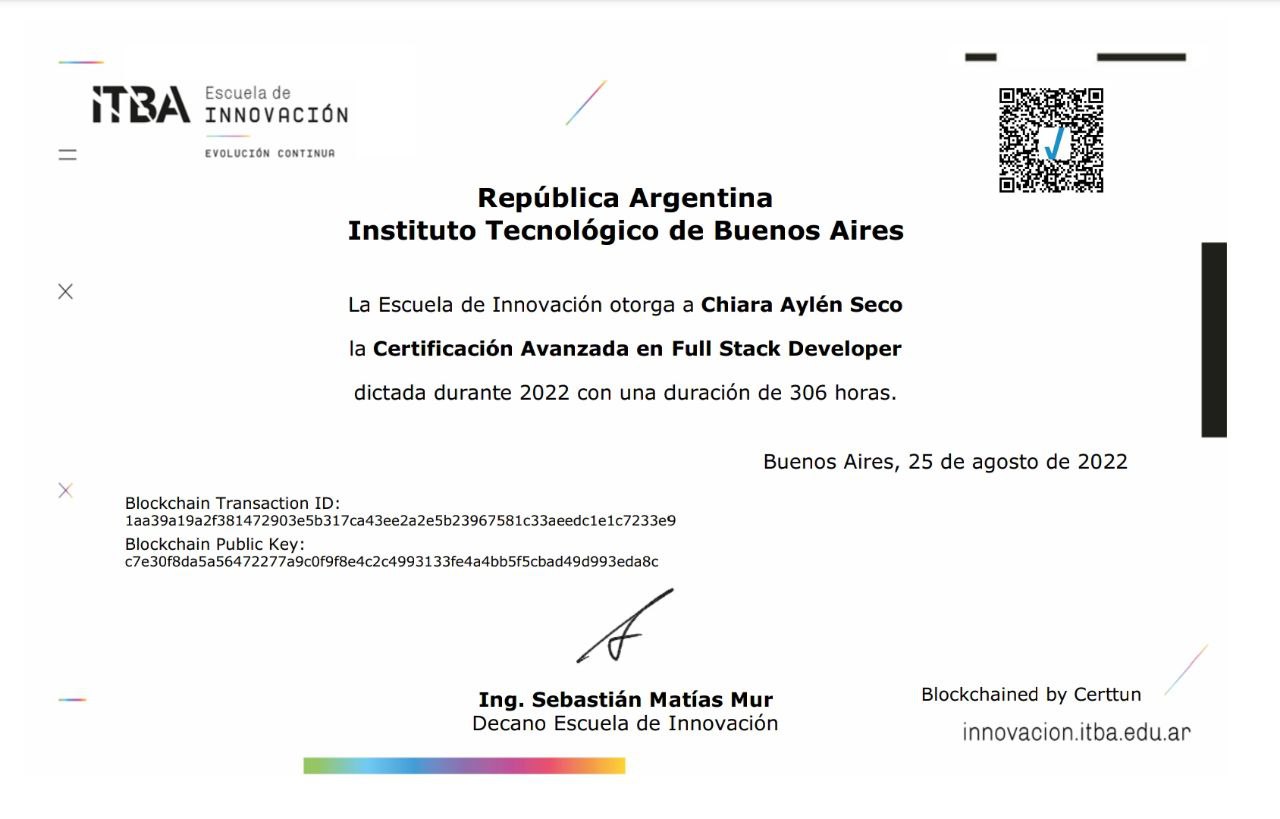 ITBA
Escuela de
INNOVACIÓN
EVOLUCIÓN CONTINUA
República Argentina
Instituto Tecnológico de Buenos Aires
La Escuela de Innovación otorga a Chiara Aylén Seco
la Certificación Avanzada en Full Stack Developer
dictada durante 2022 con una duración de 306 horas.
Buenos Aires, 25 de agosto de 2022
Blockchain Transaction ID:
1aa39a19a2f381472903e5b317ca43ee2a2e5b23967581c33aeedc1e1c7233e9
Blockchain Public Key:
c7e30f8da5a56472277a9c0f9f8e4c2c4993133fe4a4bb5f5cbad49d993eda8c
Ing. Sebastián Matías Mur
Decano Escuela de Innovación
Blockchained by Certtun
innovacion.itba.edu.ar